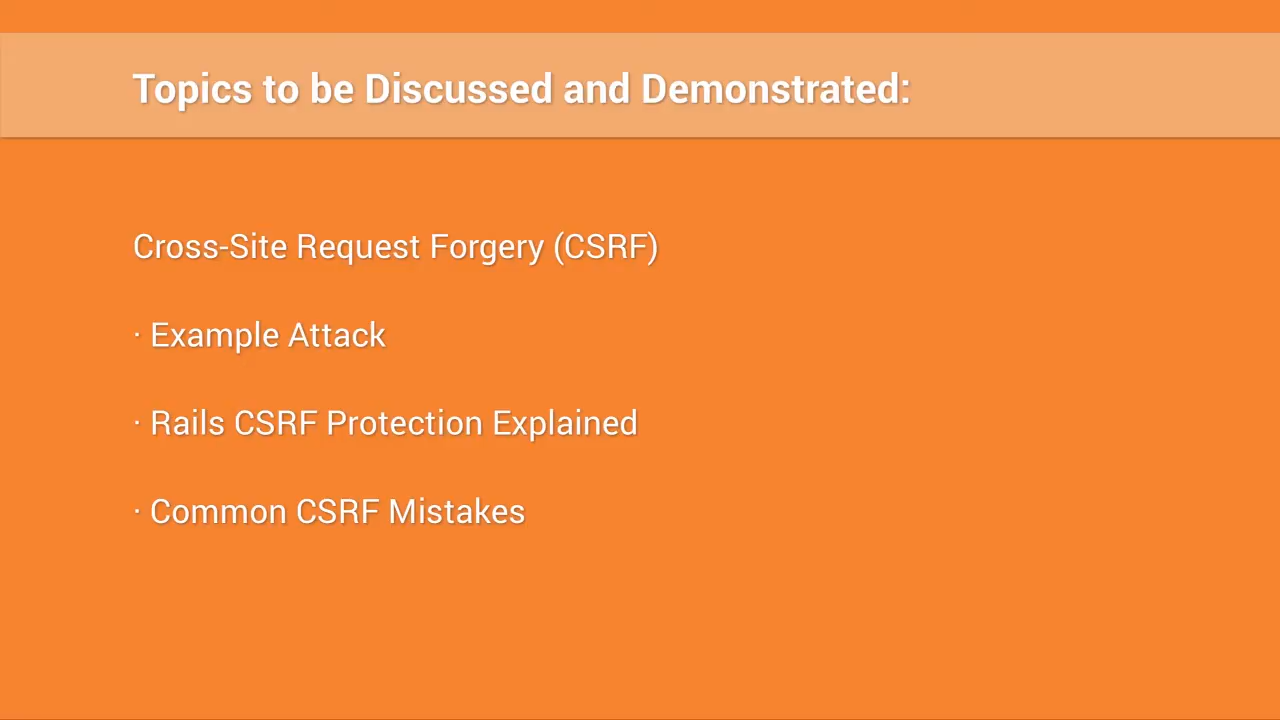 Topics to be Discussed and Demonstrated:
Cross-Site Request Forgery (CSRF)
· Example Attack
· Rails CSRF Protection Explained
· Common CSRF Mistakes